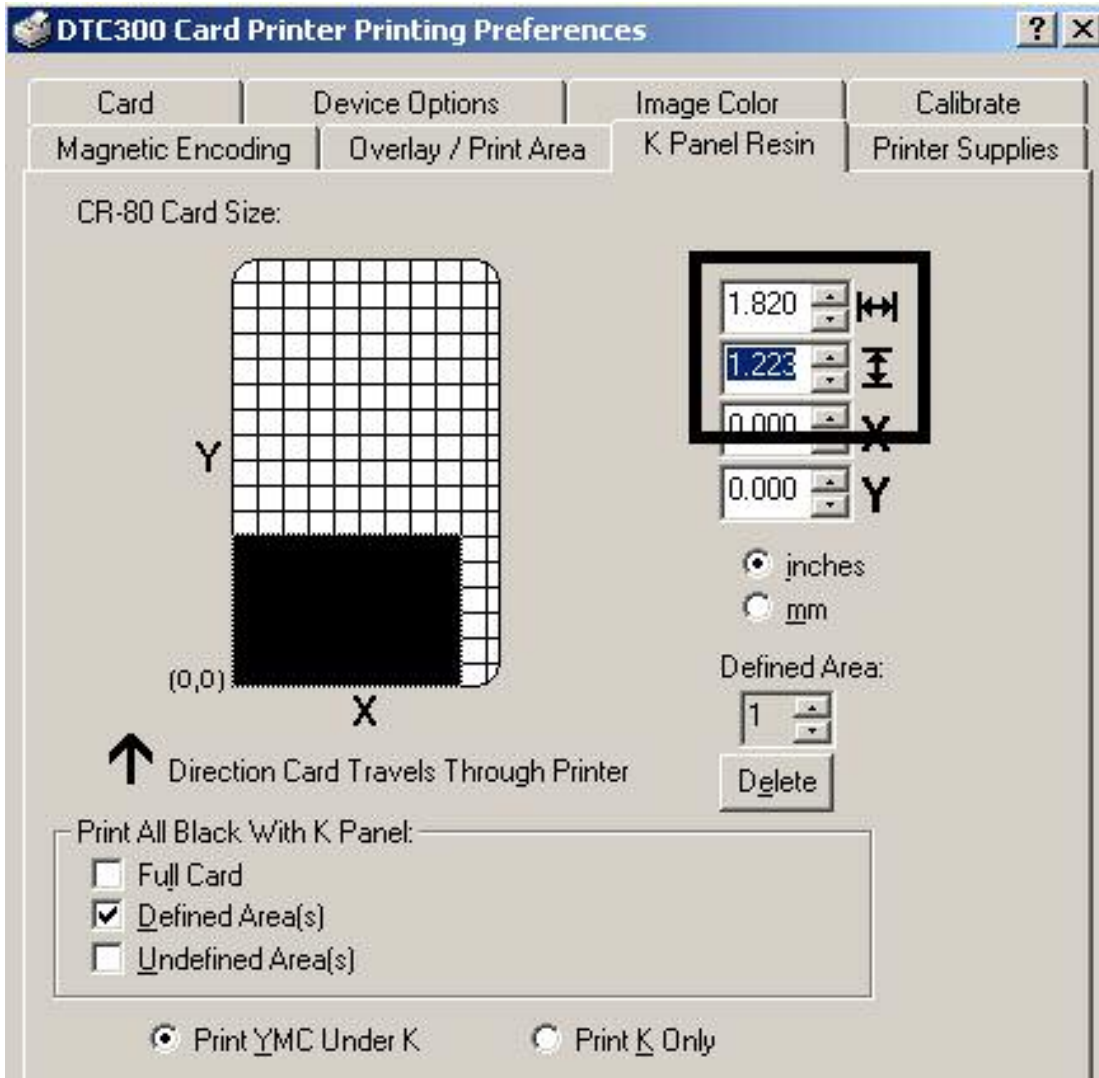 DTC300 Card Printer Printing Preferences
Card Device Options Image Color Calibrate
Magnetic Encoding Overlay / Print Area K Panel Resin Printer Supplies
CR-80 Card Size:
1.820
1.223
0.000 X
Y
0.000 Y
inches
mm
(0,0)
X
Defined Area:
1
Direction Card Travels Through Printer
Delete
Print All Black With K Panel:
Full Card
Defined Area(s)
Undefined Area(s)
Print YMC Under K Print K Only